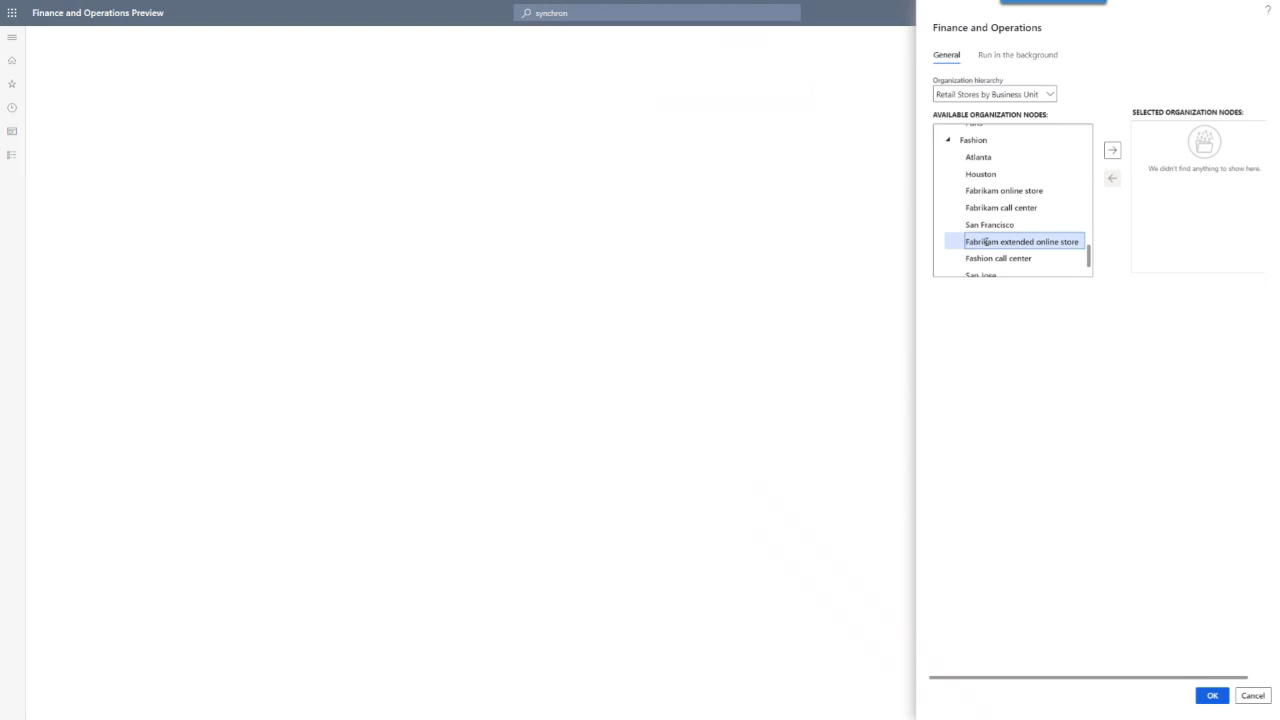 Finance and Operations Preview
synchron
?
Finance and Operations
General
Run in the background
Organization hierarchy
Retail Stores by Business Unit
AVAILABLE ORGANIZATION NODES:
SELECTED ORGANIZATION NODES:
Fashion
Atlanta
Houston
Fabrikam online store
Fabrikam call center
San Francisco
Fabrikam extended online store
Fashion call center
San Jose
We didn't find anything to show here.
OK
Cancel